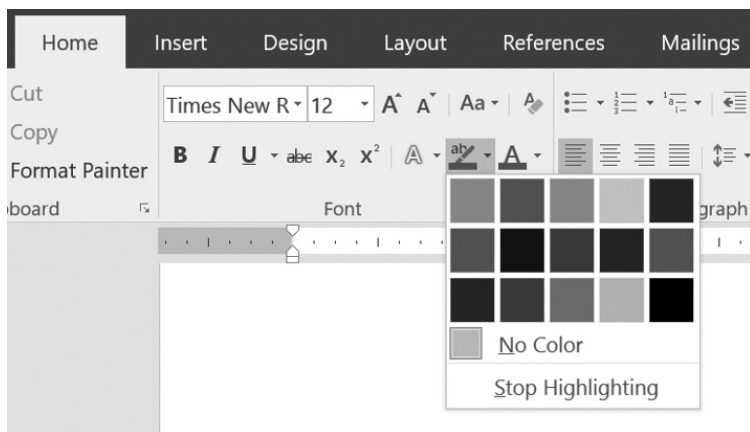 Home Insert Design Layout References Mailings
Cut
Copy
Format Painter
board
Times New R 12 A A Aa
B I U abc X₂ X² A ab A
Font
graph
No Color
Stop Highlighting